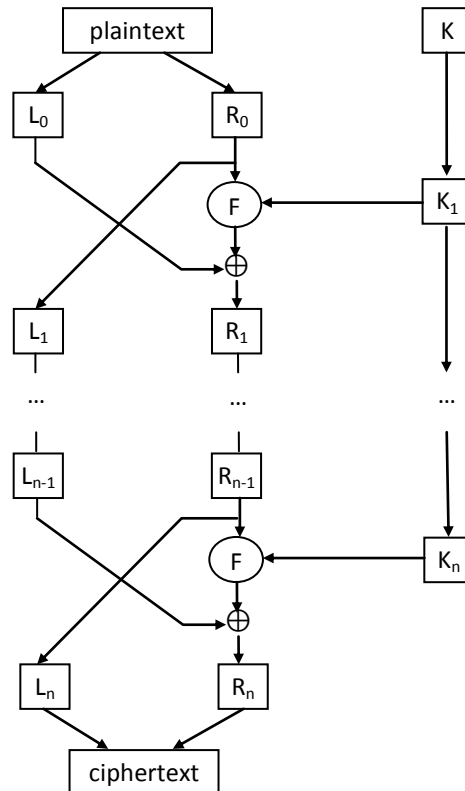 plaintext K
L₀ R₀
F K₁
L₁ R₁
... ... ...
Lₙ₋₁ Rₙ₋₁
F Kₙ
Lₙ Rₙ
ciphertext